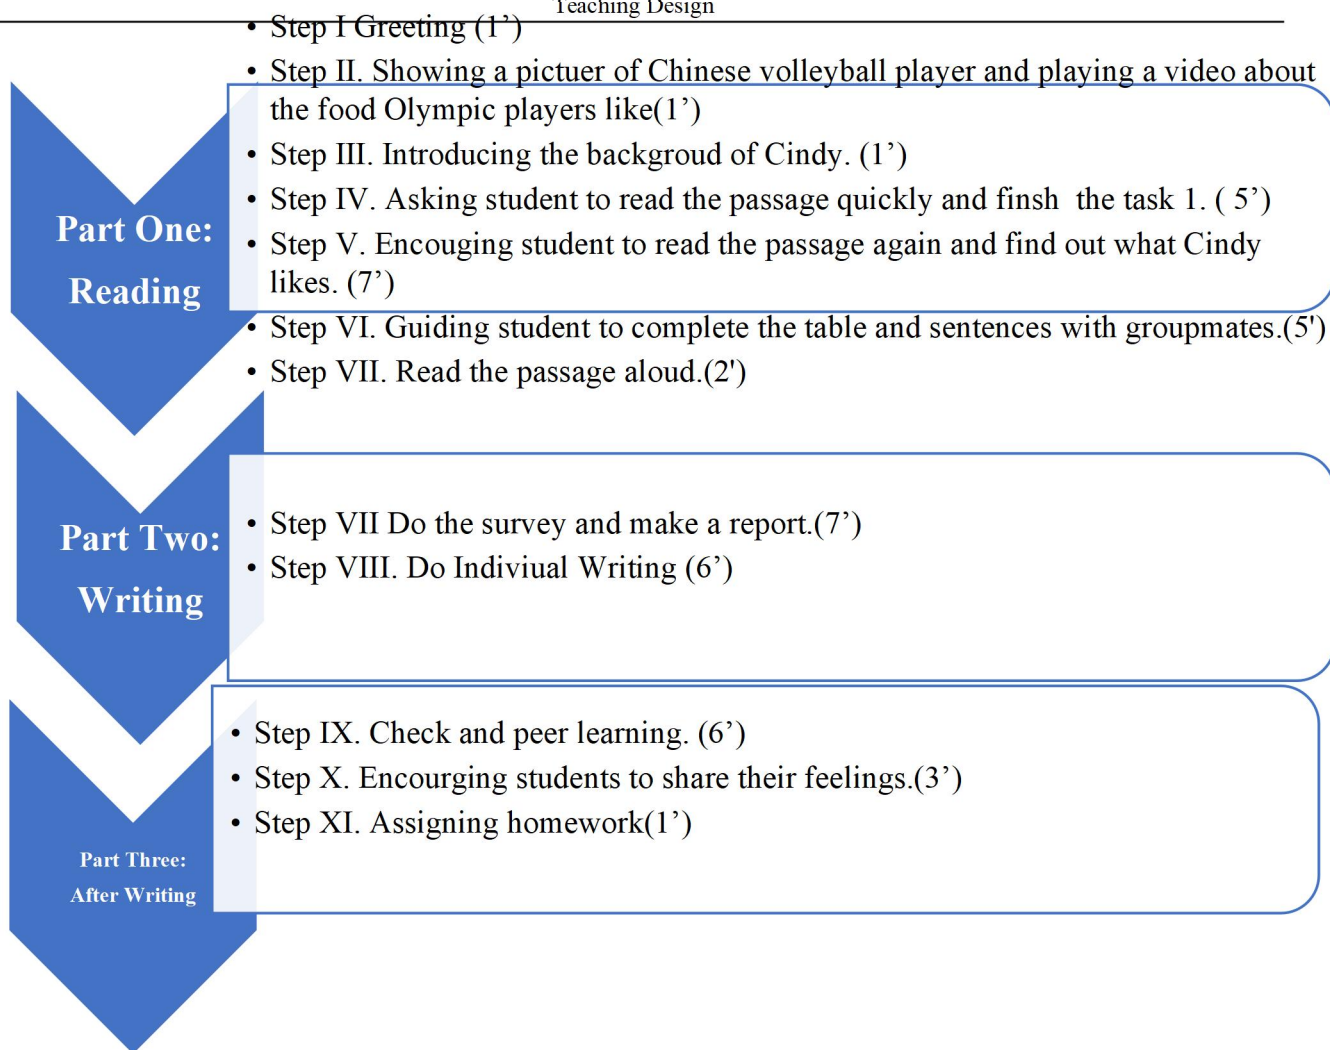 Teaching Design
• Step I Greeting (1’)
• Step II. Showing a pictuer of Chinese volleyball player and playing a video about
the food Olympic players like(1’)
• Step III. Introducing the backgroud of Cindy. (1’)
• Step IV. Asking student to read the passage quickly and finsh  the task 1. ( 5’)
• Step V. Encouging student to read the passage again and find out what Cindy
likes. (7’)
• Step VI. Guiding student to complete the table and sentences with groupmates.(5')
• Step VII. Read the passage aloud.(2')
Part One:
Reading
• Step VII Do the survey and make a report.(7’)
• Step VIII. Do Indiviual Writing (6’)
Part Two:
Writing
• Step IX. Check and peer learning. (6’)
• Step X. Encourging students to share their feelings.(3’)
• Step XI. Assigning homework(1’)
Part Three:
After Writing